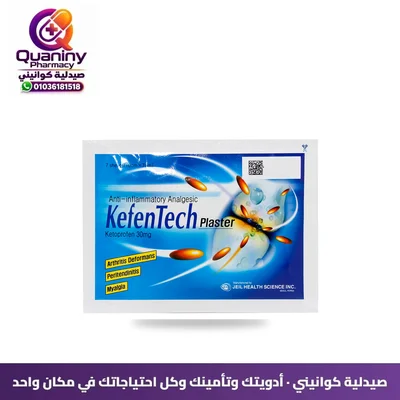 Quaniny
Pharmacy
صيدلية كوانيني
01036181518
Anti-inflammatory Analgesic
KefenTech Plaster
Ketoprofen 30mg
Arthritis Deformans
Peritendinitis
Myalgia
JEIL HEALTH SCIENCE INC.
صيدلية كوانيني - أدويتك وتأمينك وكل احتياجاتك في مكان واحد